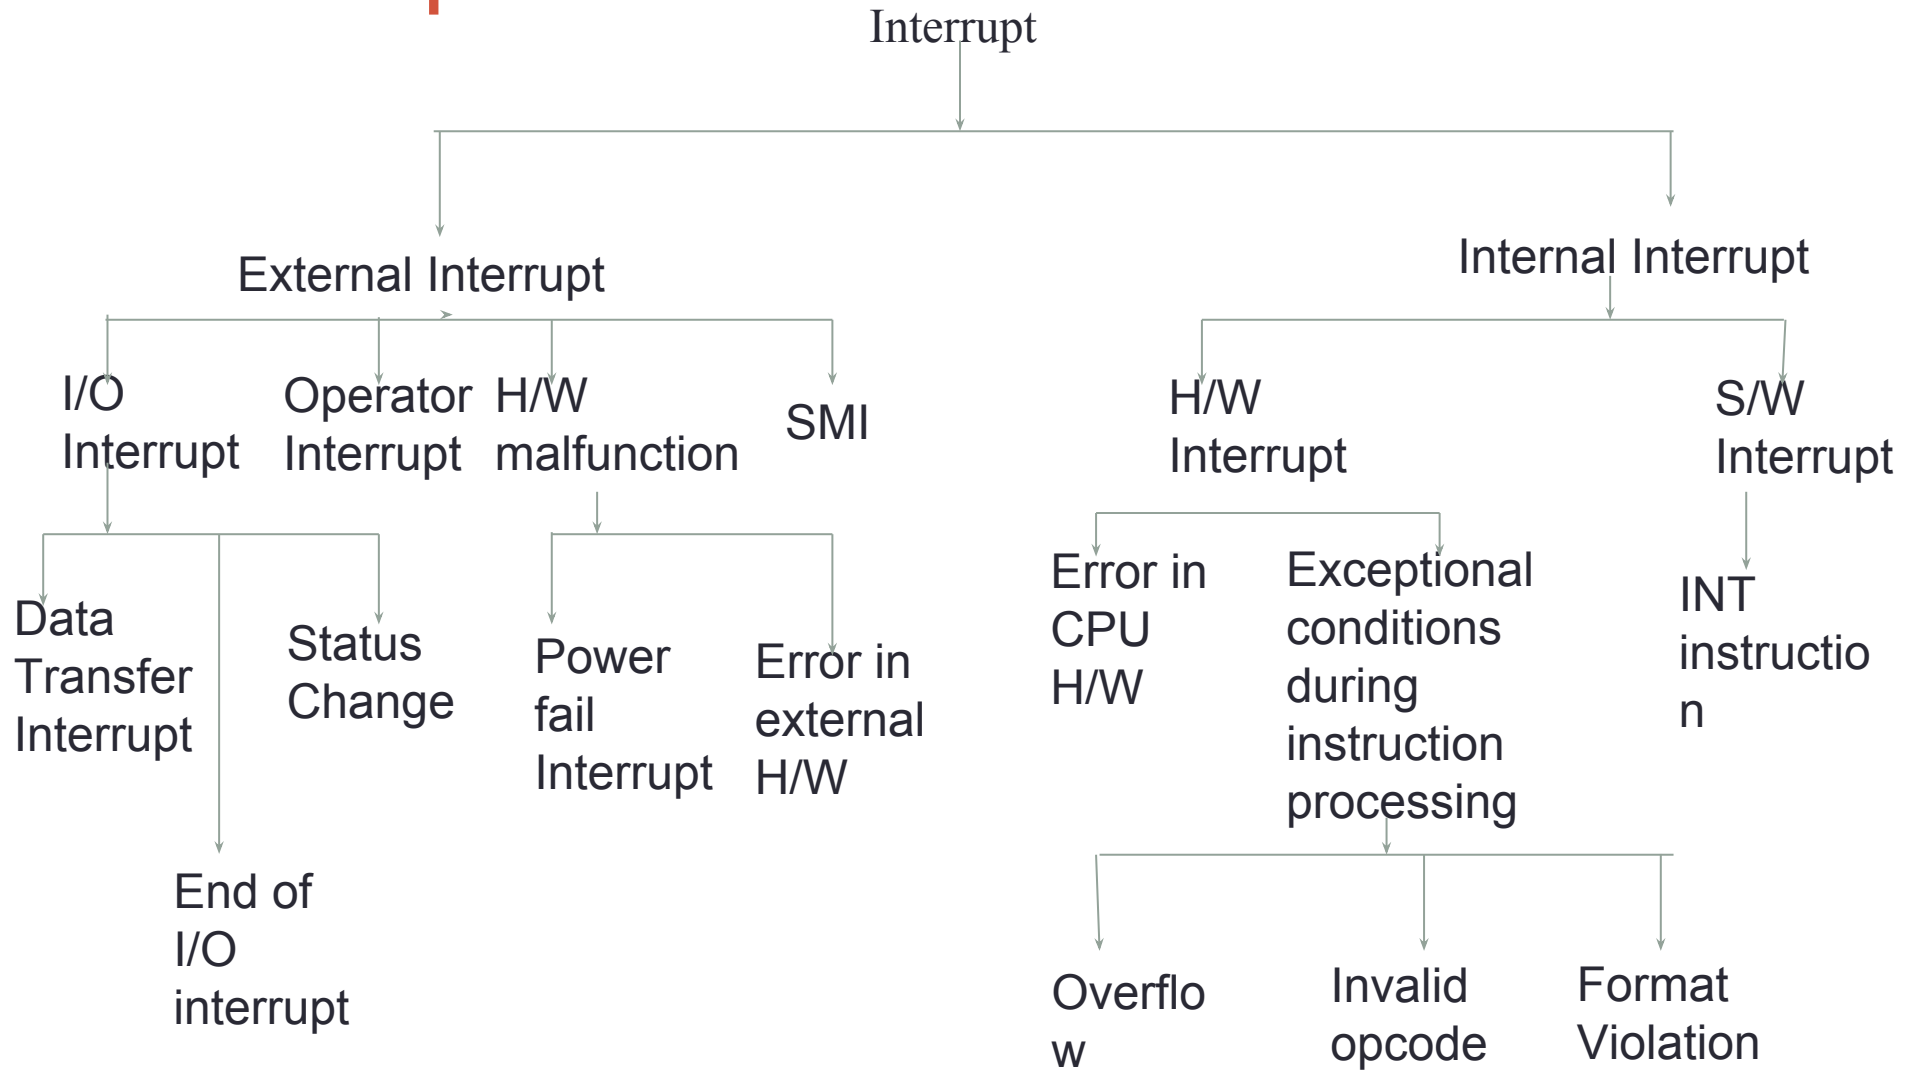 Interrupt
External Interrupt
Internal Interrupt
I/O
Interrupt
Operator
Interrupt
H/W
malfunction
SMI
H/W
Interrupt
S/W
Interrupt
Data
Transfer
Interrupt
Status
Change
Power
fail
Interrupt
Error in
external
H/W
Error in
CPU
H/W
Exceptional
conditions
during
instruction
processing
INT
instructio
n
End of
I/O
interrupt
Overflo
w
Invalid
opcode
Format
Violation